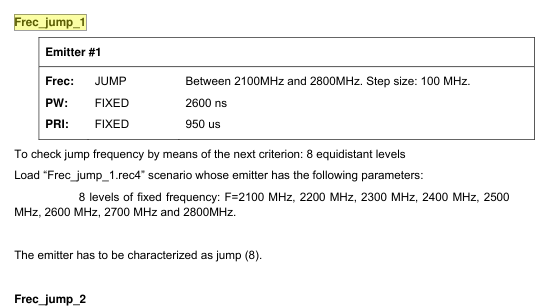 Frec_jump_1
Emitter #1
Frec: JUMP Between 2100MHz and 2800MHz. Step size: 100 MHz.
PW: FIXED 2600 ns
PRI: FIXED 950 us
To check jump frequency by means of the next criterion: 8 equidistant levels
Load “Frec_jump_1.rec4” scenario whose emitter has the following parameters:
8 levels of fixed frequency: F=2100 MHz, 2200 MHz, 2300 MHz, 2400 MHz, 2500
MHz, 2600 MHz, 2700 MHz and 2800MHz.
The emitter has to be characterized as jump (8).
Frec_jump_2